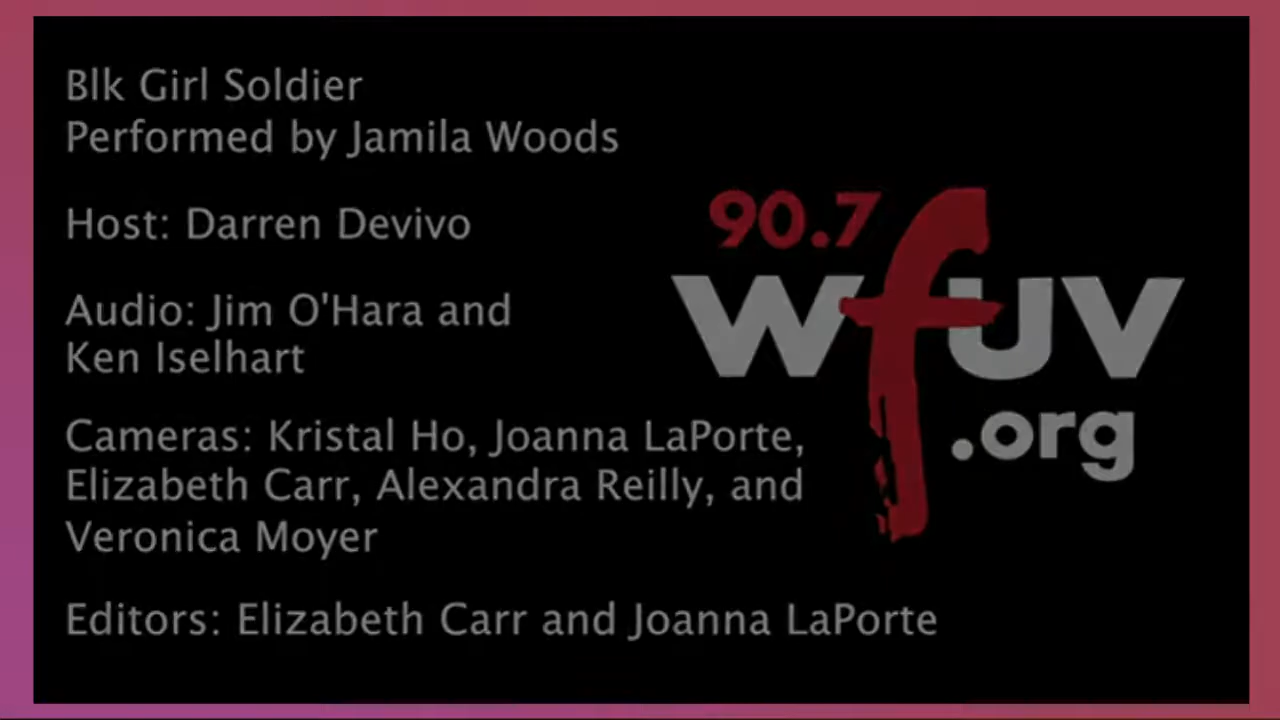 Blk Girl Soldier
Performed by Jamila Woods
Host: Darren Devivo
Audio: Jim O'Hara and
Ken Iselhart
Cameras: Kristal Ho, Joanna LaPorte,
Elizabeth Carr, Alexandra Reilly, and
Veronica Moyer
Editors: Elizabeth Carr and Joanna LaPorte
90.7
wfuv
.org